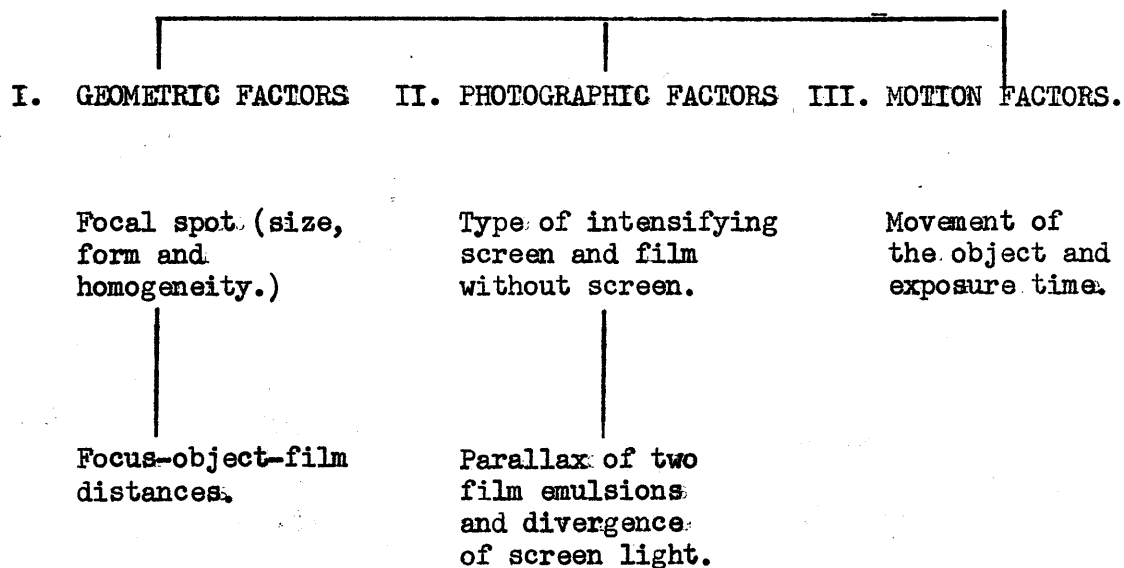 I. GEOMETRIC FACTORS II. PHOTOGRAPHIC FACTORS III. MOTION FACTORS.
Focal spot (size,
form and
homogeneity.)
Type of intensifying
screen and film
without screen.
Movement of
the object and
exposure time.
Focus-object-film
distances.
Parallax of two
film emulsions
and divergence
of screen light.